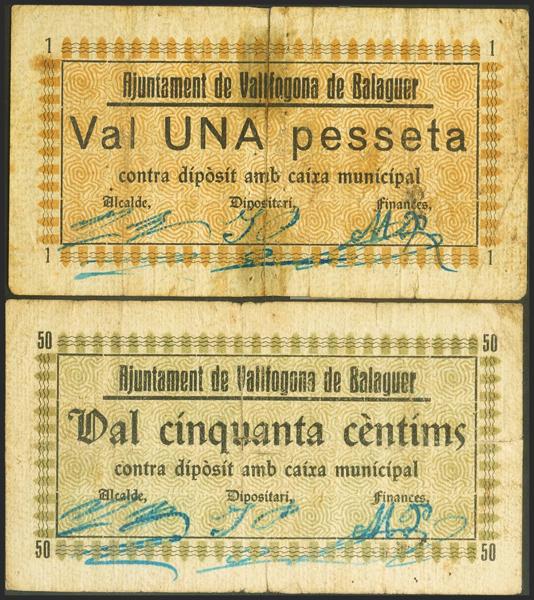 1 1
Ajuntament de Vallfogona de Balaguer
Val UNA pesseta
contra dipòsit amb caixa municipal
Alcalde, Dipositari, Finances,
1 1
50 50
Ajuntament de Vallfogona de Balaguer
Val cinquanta cèntims
contra dipòsit amb caixa municipal
Alcalde, Dipositari, Finances,
50 50